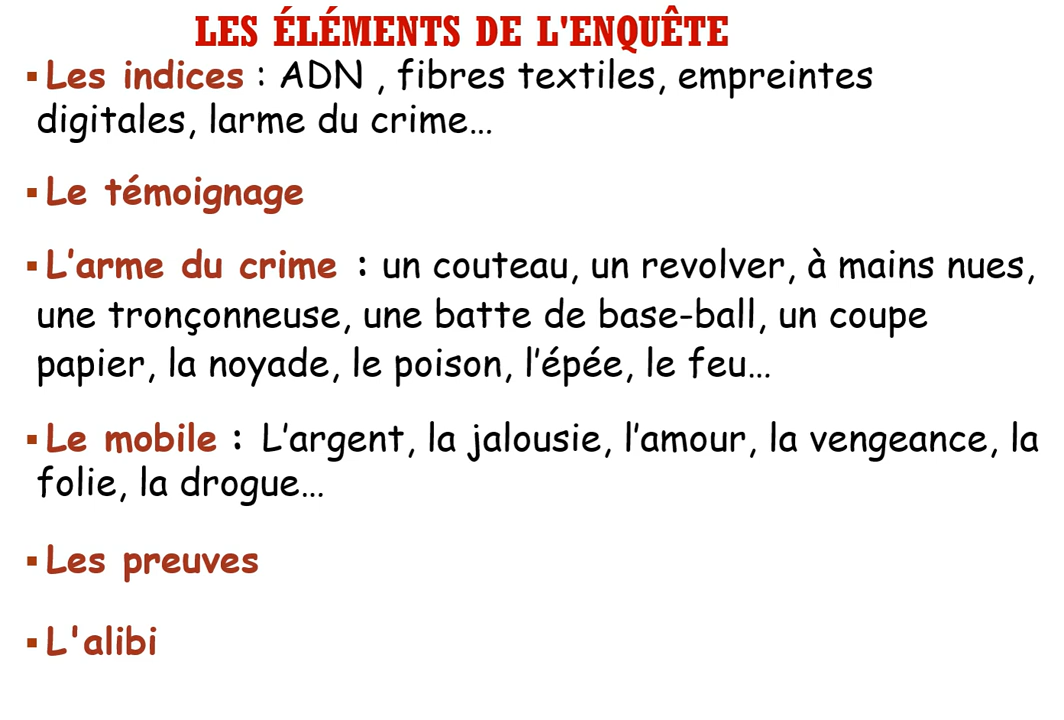 LES ÉLÉMENTS DE L'ENQUÊTE
▪Les indices : ADN , fibres textiles, empreintes
digitales, larme du crime…
▪Le témoignage
▪L’arme du crime : un couteau, un revolver, à mains nues,
une tronçonneuse, une batte de base-ball, un coupe
papier, la noyade, le poison, l’épée, le feu…
▪Le mobile : L’argent, la jalousie, l’amour, la vengeance, la
folie, la drogue…
▪Les preuves
▪L'alibi